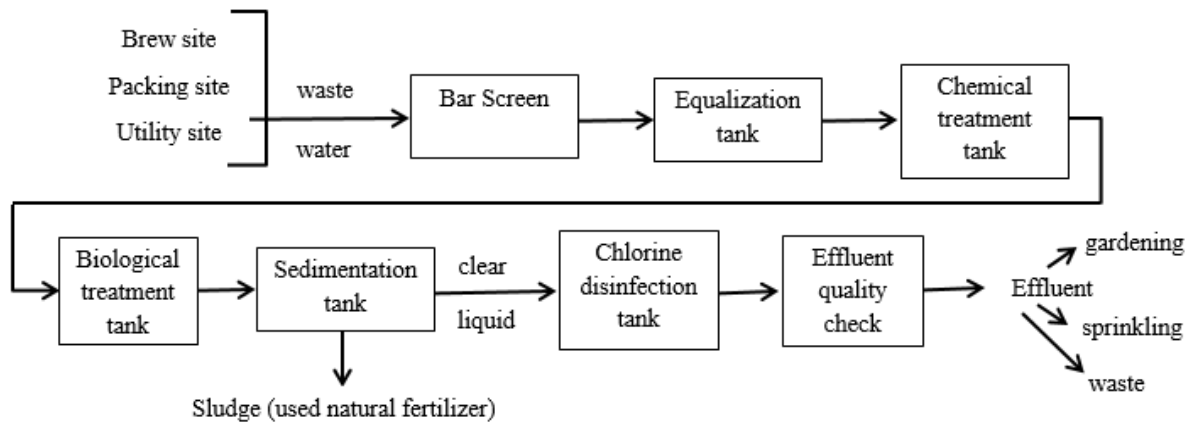 Brew site
Packing site
Utility site
waste
water
Bar Screen
Equalization
tank
Chemical
treatment
tank
Biological
treatment
tank
Sedimentation
tank
clear
liquid
Chlorine
disinfection
tank
Effluent
quality
check
Effluent
gardening
sprinkling
waste
Sludge (used natural fertilizer)